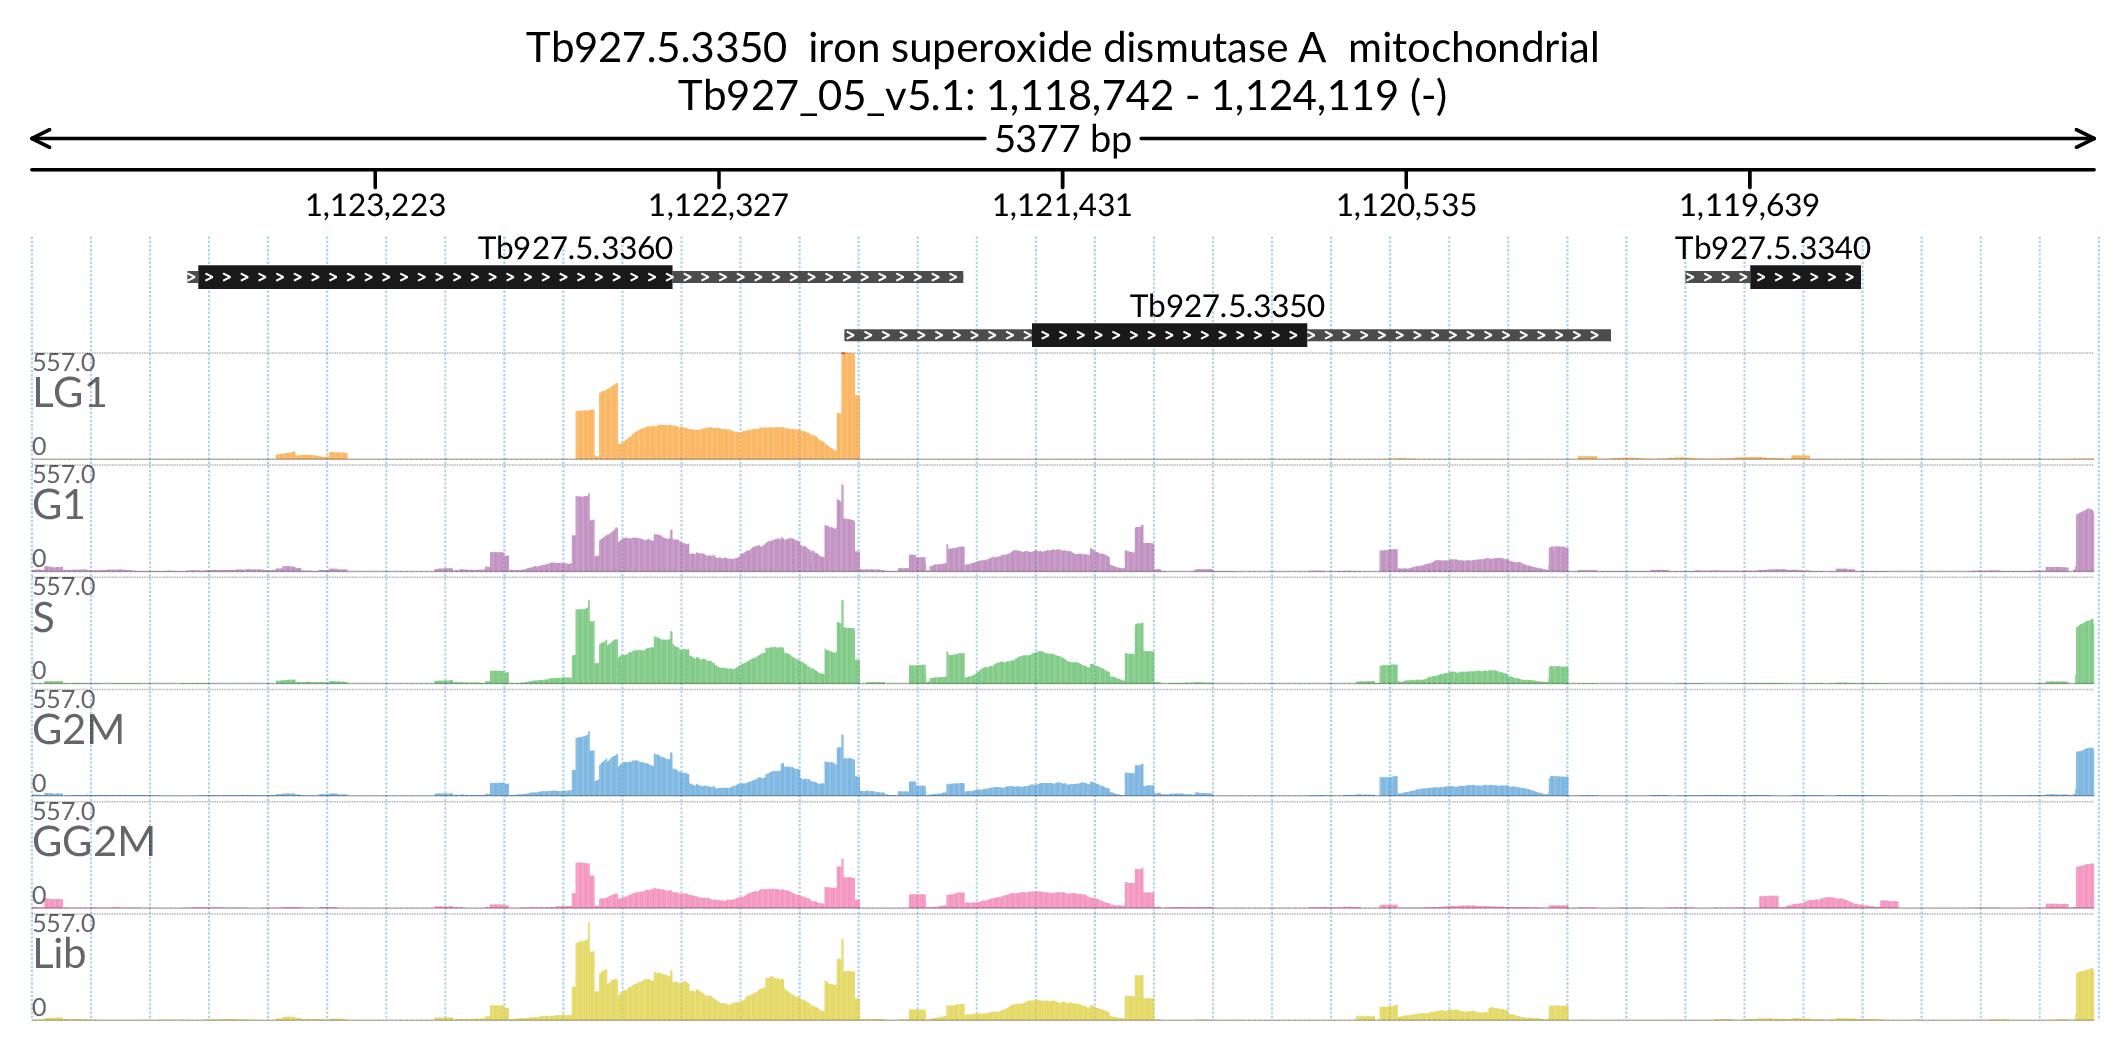 Tb927.5.3350 iron superoxide dismutase A mitochondrial
Tb927_05_v5.1: 1,118,742 - 1,124,119 (-)
5377 bp
1,123,223 1,122,327 1,121,431 1,120,535 1,119,639
Tb927.5.3360 Tb927.5.3340
Tb927.5.3350
557.0
LG1
0
557.0
G1
0
557.0
S
0
557.0
G2M
0
557.0
GG2M
0
557.0
Lib
0